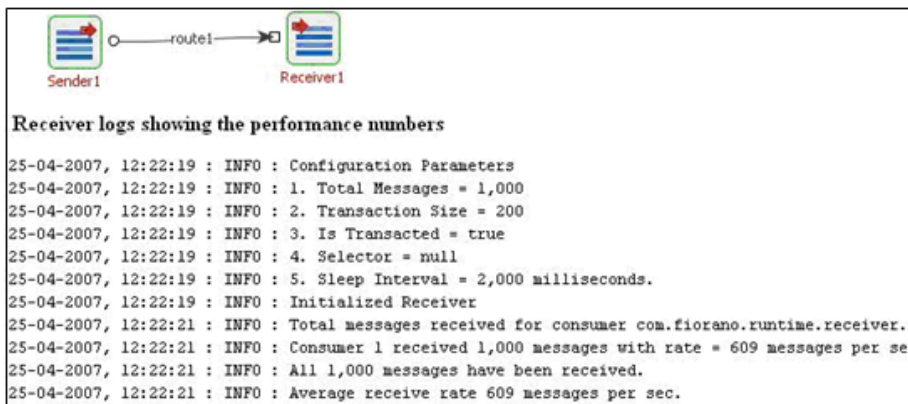 route1
Sender1
Receiver1
Receiver logs showing the performance numbers
25-04-2007, 12:22:19 : INFO : Configuration Parameters
25-04-2007, 12:22:19 : INFO : 1. Total Messages = 1,000
25-04-2007, 12:22:19 : INFO : 2. Transaction Size = 200
25-04-2007, 12:22:19 : INFO : 3. Is Transacted = true
25-04-2007, 12:22:19 : INFO : 4. Selector = null
25-04-2007, 12:22:19 : INFO : 5. Sleep Interval = 2,000 milliseconds.
25-04-2007, 12:22:19 : INFO : Initialized Receiver
25-04-2007, 12:22:21 : INFO : Total messages received for consumer com.fiorano.runtime.receiver.
25-04-2007, 12:22:21 : INFO : Consumer 1 received 1,000 messages with rate = 609 messages per se
25-04-2007, 12:22:21 : INFO : All 1,000 messages have been received.
25-04-2007, 12:22:21 : INFO : Average receive rate 609 messages per sec.